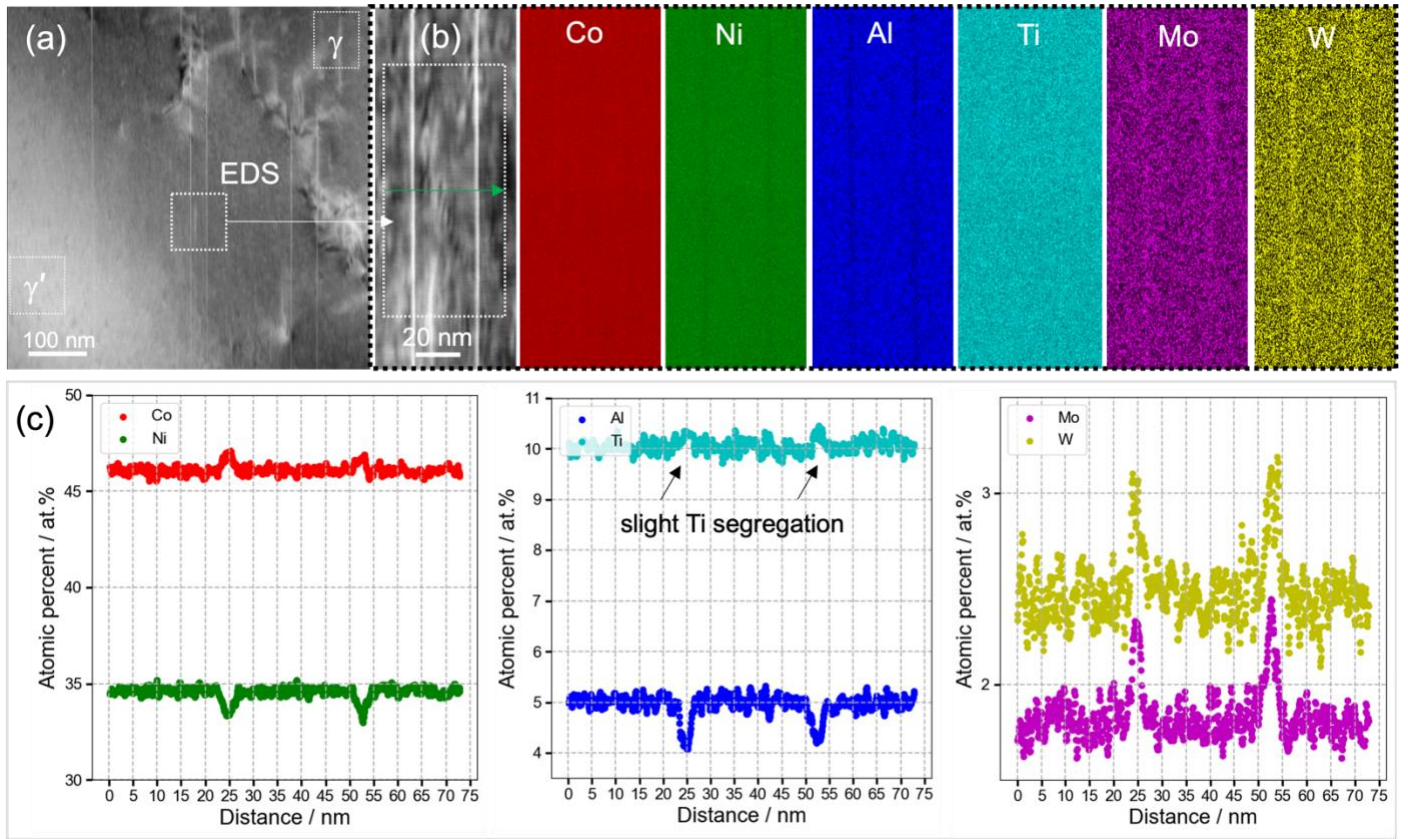 (a)
γ
EDS
γ′
100 nm
(b)
20 nm
Co
Ni
Al
Ti
Mo
W
(c)
50
45
40
35
30
Atomic percent / at.%
Co
Ni
0 5 10 15 20 25 30 35 40 45 50 55 60 65 70 75
Distance / nm
11
10
9
8
7
6
5
4
Atomic percent / at.%
Al
Ti
slight Ti segregation
0 5 10 15 20 25 30 35 40 45 50 55 60 65 70 75
Distance / nm
3
2
Atomic percent / at.%
Mo
W
0 5 10 15 20 25 30 35 40 45 50 55 60 65 70 75
Distance / nm